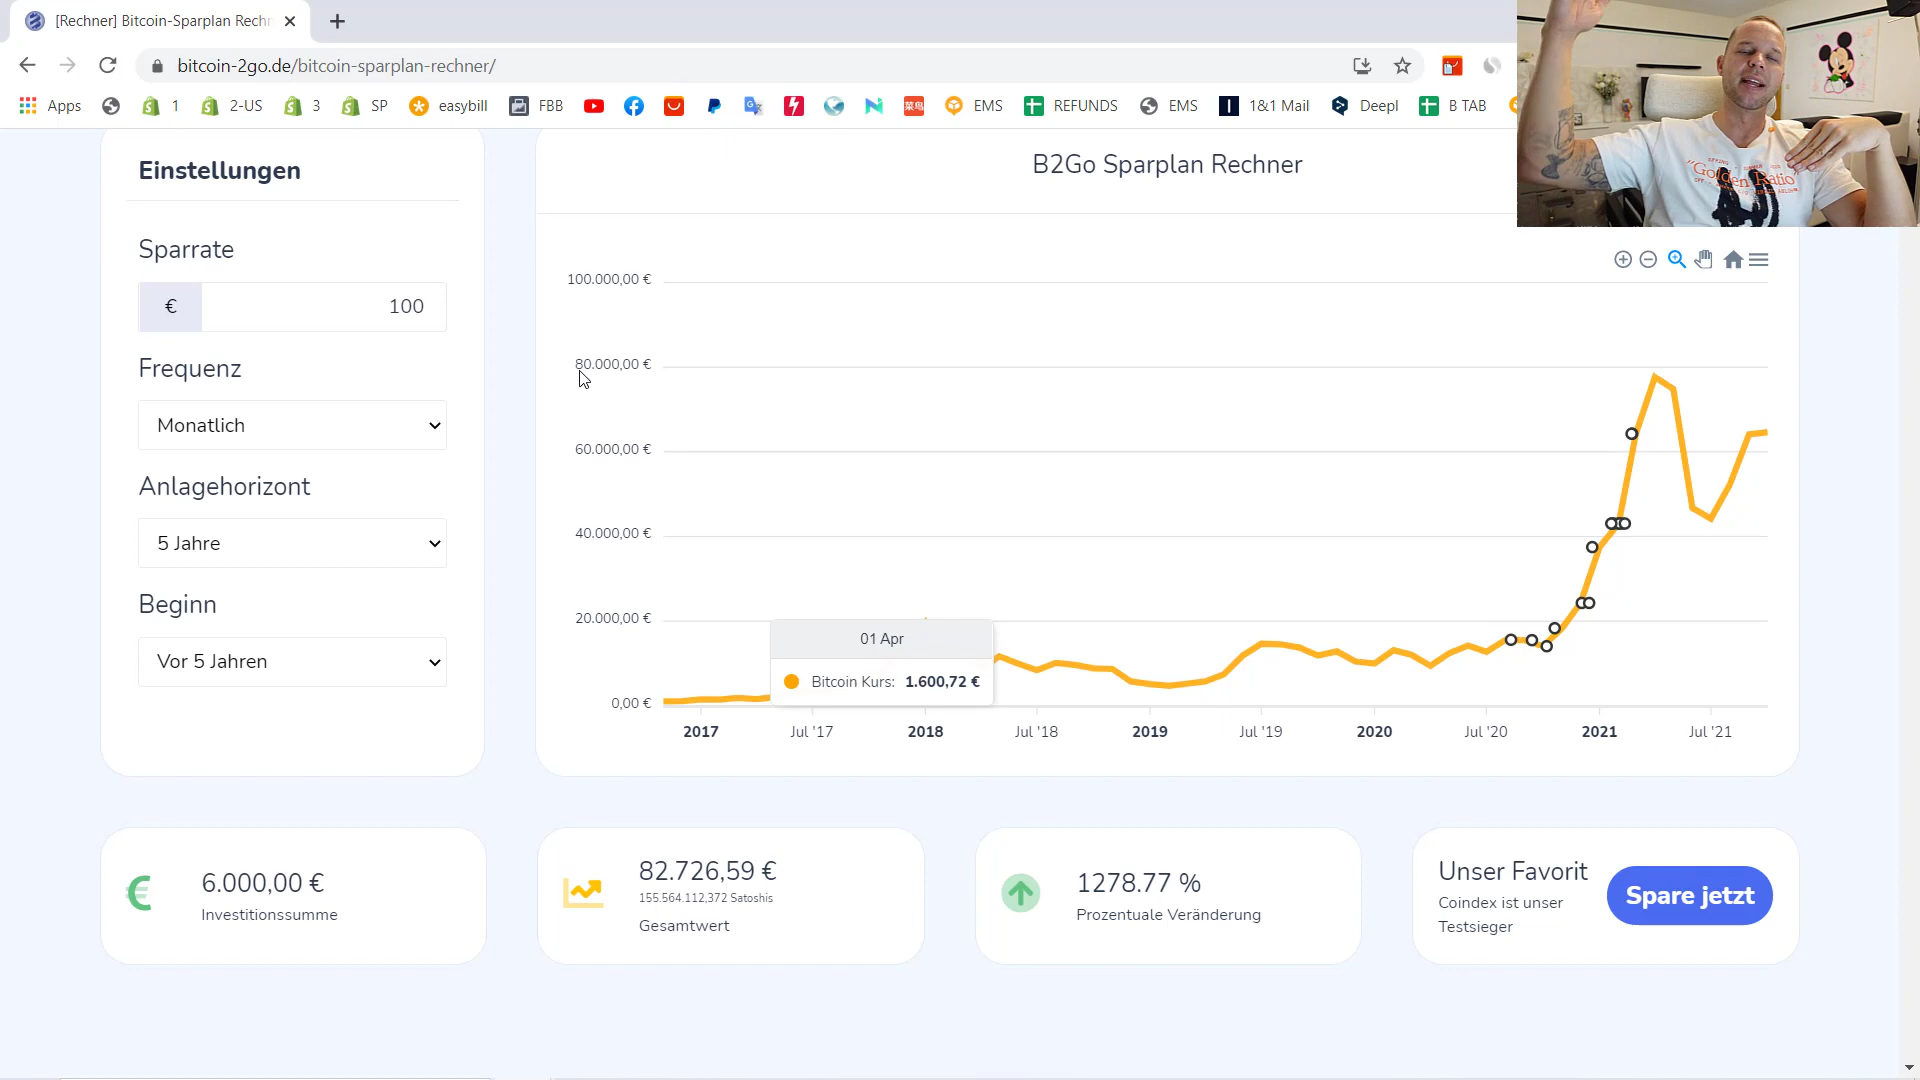 [Rechner] Bitcoin-Sparplan Rechn
bitcoin-2go.de/bitcoin-sparplan-rechner/
Apps 1 2-US 3 SP easybill FBB EMS REFUNDS EMS 1&1 Mail Deepl B TAB
菜鸟
Golden Ratio
Einstellungen
Sparrate
€ 100
Frequenz
Monatlich
Anlagehorizont
5 Jahre
Beginn
Vor 5 Jahren
B2Go Sparplan Rechner
100.000,00 €
80.000,00 €
60.000,00 €
40.000,00 €
20.000,00 €
0,00 €
01 Apr
Bitcoin Kurs: 1.600,72 €
2017 Jul '17 2018 Jul '18 2019 Jul '19 2020 Jul '20 2021 Jul '21
6.000,00 €
Investitionssumme
82.726,59 €
155.564.112,372 Satoshis
Gesamtwert
1278.77 %
Prozentuale Veränderung
Unser Favorit
Coindex ist unser
Testsieger
Spare jetzt